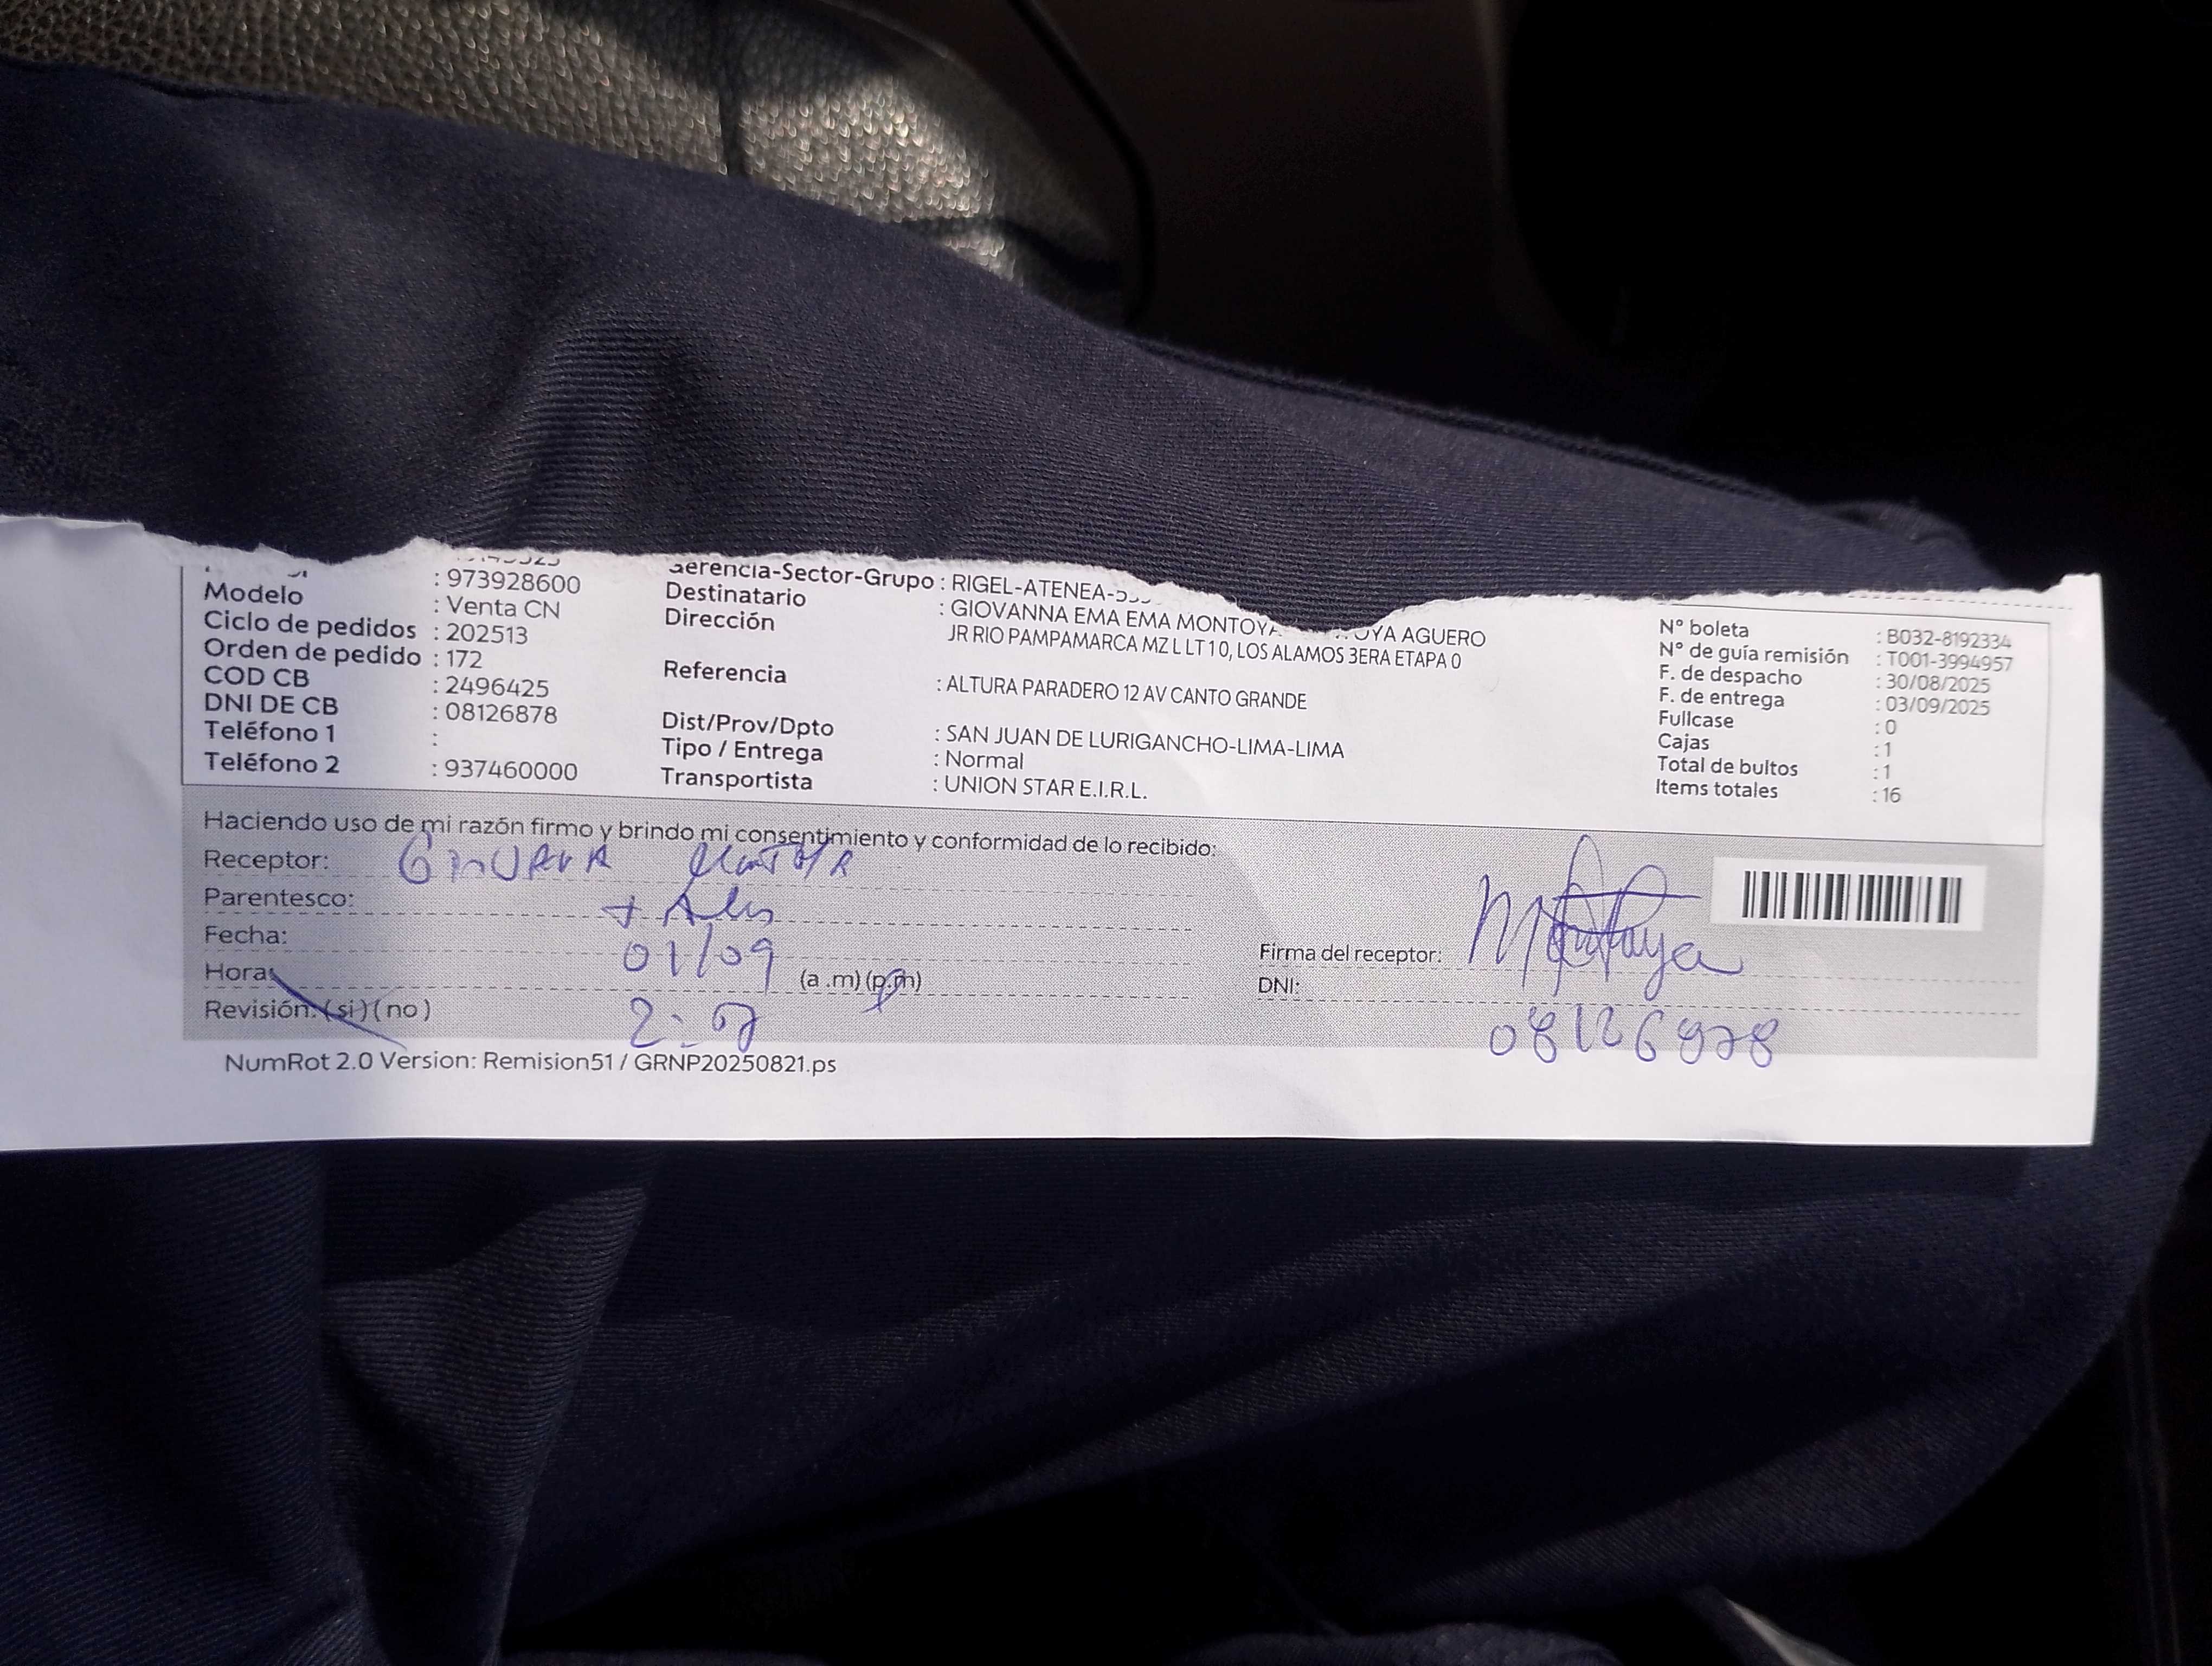 : 973928600
Modelo : Venta CN
Ciclo de pedidos : 202513
Orden de pedido : 172
COD CB : 2496425
DNI DE CB : 08126878
Teléfono 1 :
Teléfono 2 : 937460000
Gerencia-Sector-Grupo : RIGEL-ATENEA-
Destinatario : GIOVANNA EMA EMA MONTOYA AGUERO
Dirección JR RIO PAMPAMARCA MZ L LT 10, LOS ALAMOS 3ERA ETAPA 0
Referencia : ALTURA PARADERO 12 AV CANTO GRANDE
Dist/Prov/Dpto : SAN JUAN DE LURIGANCHO-LIMA-LIMA
Tipo / Entrega : Normal
Transportista : UNION STAR E.I.R.L.
N° boleta : B032-8192334
N° de guía remisión : T001-3994957
F. de despacho : 30/08/2025
F. de entrega : 03/09/2025
Fullcase : 0
Cajas : 1
Total de bultos : 1
Items totales : 16
Haciendo uso de mi razón firmo y brindo mi consentimiento y conformidad de lo recibido:
Receptor:
Parentesco:
Fecha: 01/09
Hora: (a .m) (p.m)
Revisión: (si) (no)
Firma del receptor: Montoya
DNI:
NumRot 2.0 Version: Remision51 / GRNP20250821.ps